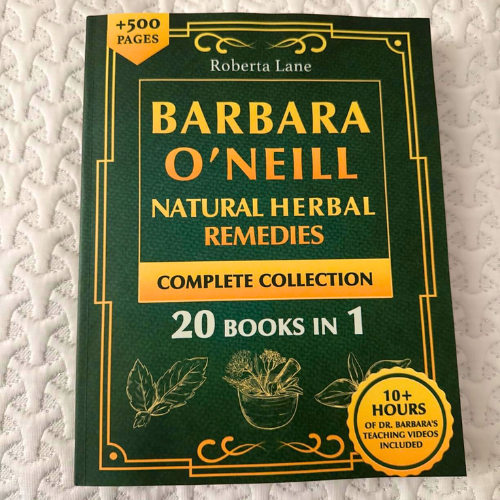 +500
PAGES
Roberta Lane
BARBARA
O'NEILL
NATURAL HERBAL
REMEDIES
COMPLETE COLLECTION
20 BOOKS IN 1
10+
HOURS
OF DR. BARBARA'S
TEACHING VIDEOS
INCLUDED